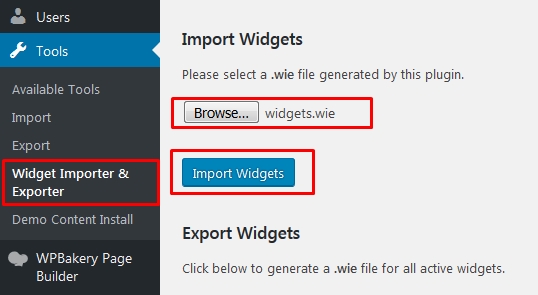 Users
Tools
Available Tools
Import
Export
Widget Importer &
Exporter
Demo Content Install
WPBakery Page
Builder
Import Widgets
Please select a .wie file generated by this plugin.
Browse... widgets.wie
Import Widgets
Export Widgets
Click below to generate a .wie file for all active widgets.